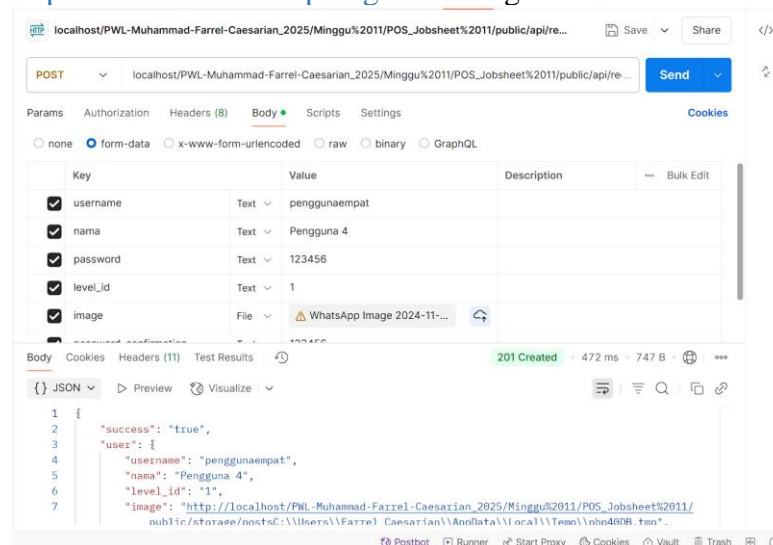 HTTP localhost/PWL-Muhammad-Farrel-Caesarian_2025/Minggu%2011/POS_Jobsheet%2011/public/api/re... Save Share
POST localhost/PWL-Muhammad-Farrel-Caesarian_2025/Minggu%2011/POS_Jobsheet%2011/public/api/re... Send
Params Authorization Headers (8) Body Scripts Settings Cookies
none form-data x-www-form-urlencoded raw binary GraphQL
Key Value Description ... Bulk Edit
username Text penggunaempat
nama Text Pengguna 4
password Text 123456
level_id Text 1
image File WhatsApp Image 2024-11-...
password_confirmation 123456
Body Cookies Headers (11) Test Results 201 Created 472 ms 747 B
{} JSON Preview Visualize
1 {
2 "success": "true",
3 "user": {
4 "username": "penggunaempat",
5 "nama": "Pengguna 4",
6 "level_id": "1",
7 "image": "http://localhost/PWL-Muhammad-Farrel-Caesarian_2025/Minggu%2011/POS_Jobsheet%2011/
public/storage/postsC:\\Users\\Farrel Caesarian\\AppData\\Local\\Temp\\php40DB.tmp",
Postbot Runner Start Proxy Cookies Vault Trash